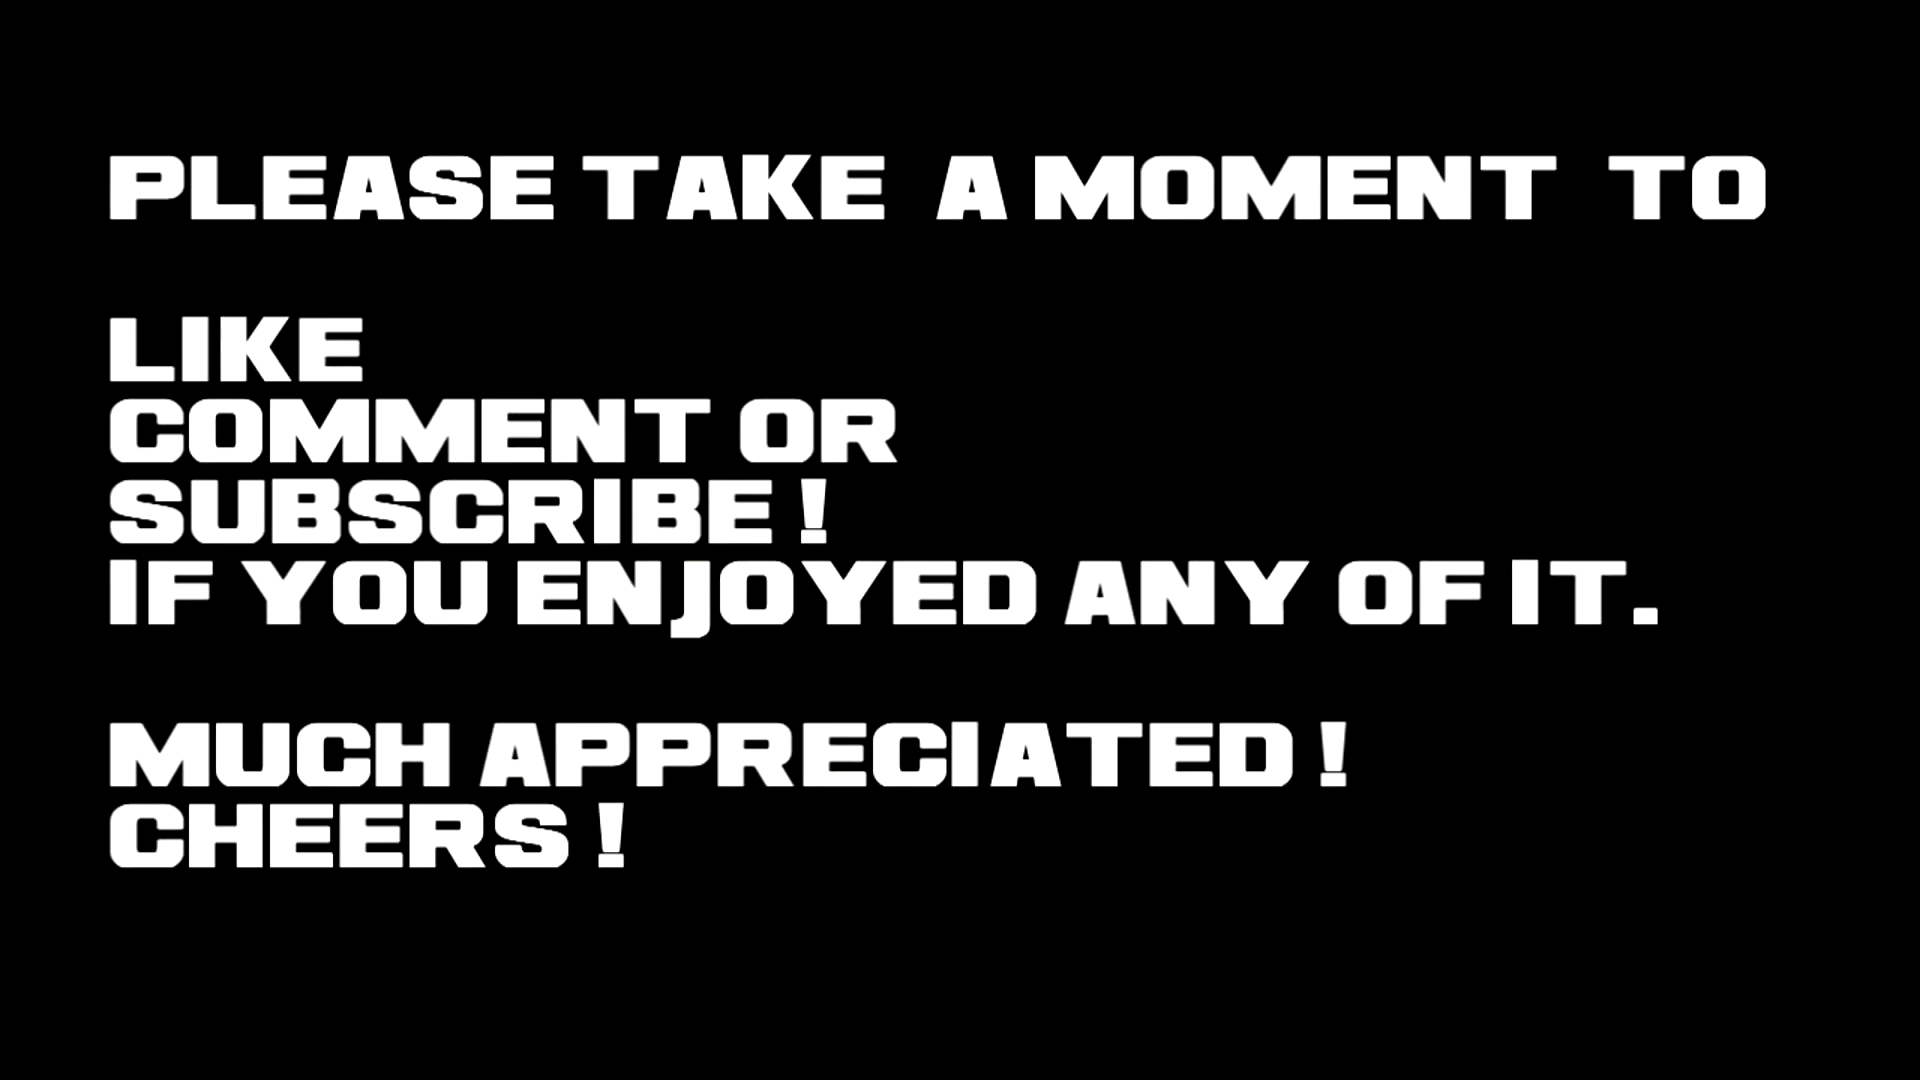 PLEASE TAKE A MOMENT TO
LIKE
COMMENT OR
SUBSCRIBE !
IF YOU ENJOYED ANY OF IT.
MUCH APPRECIATED !
CHEERS !